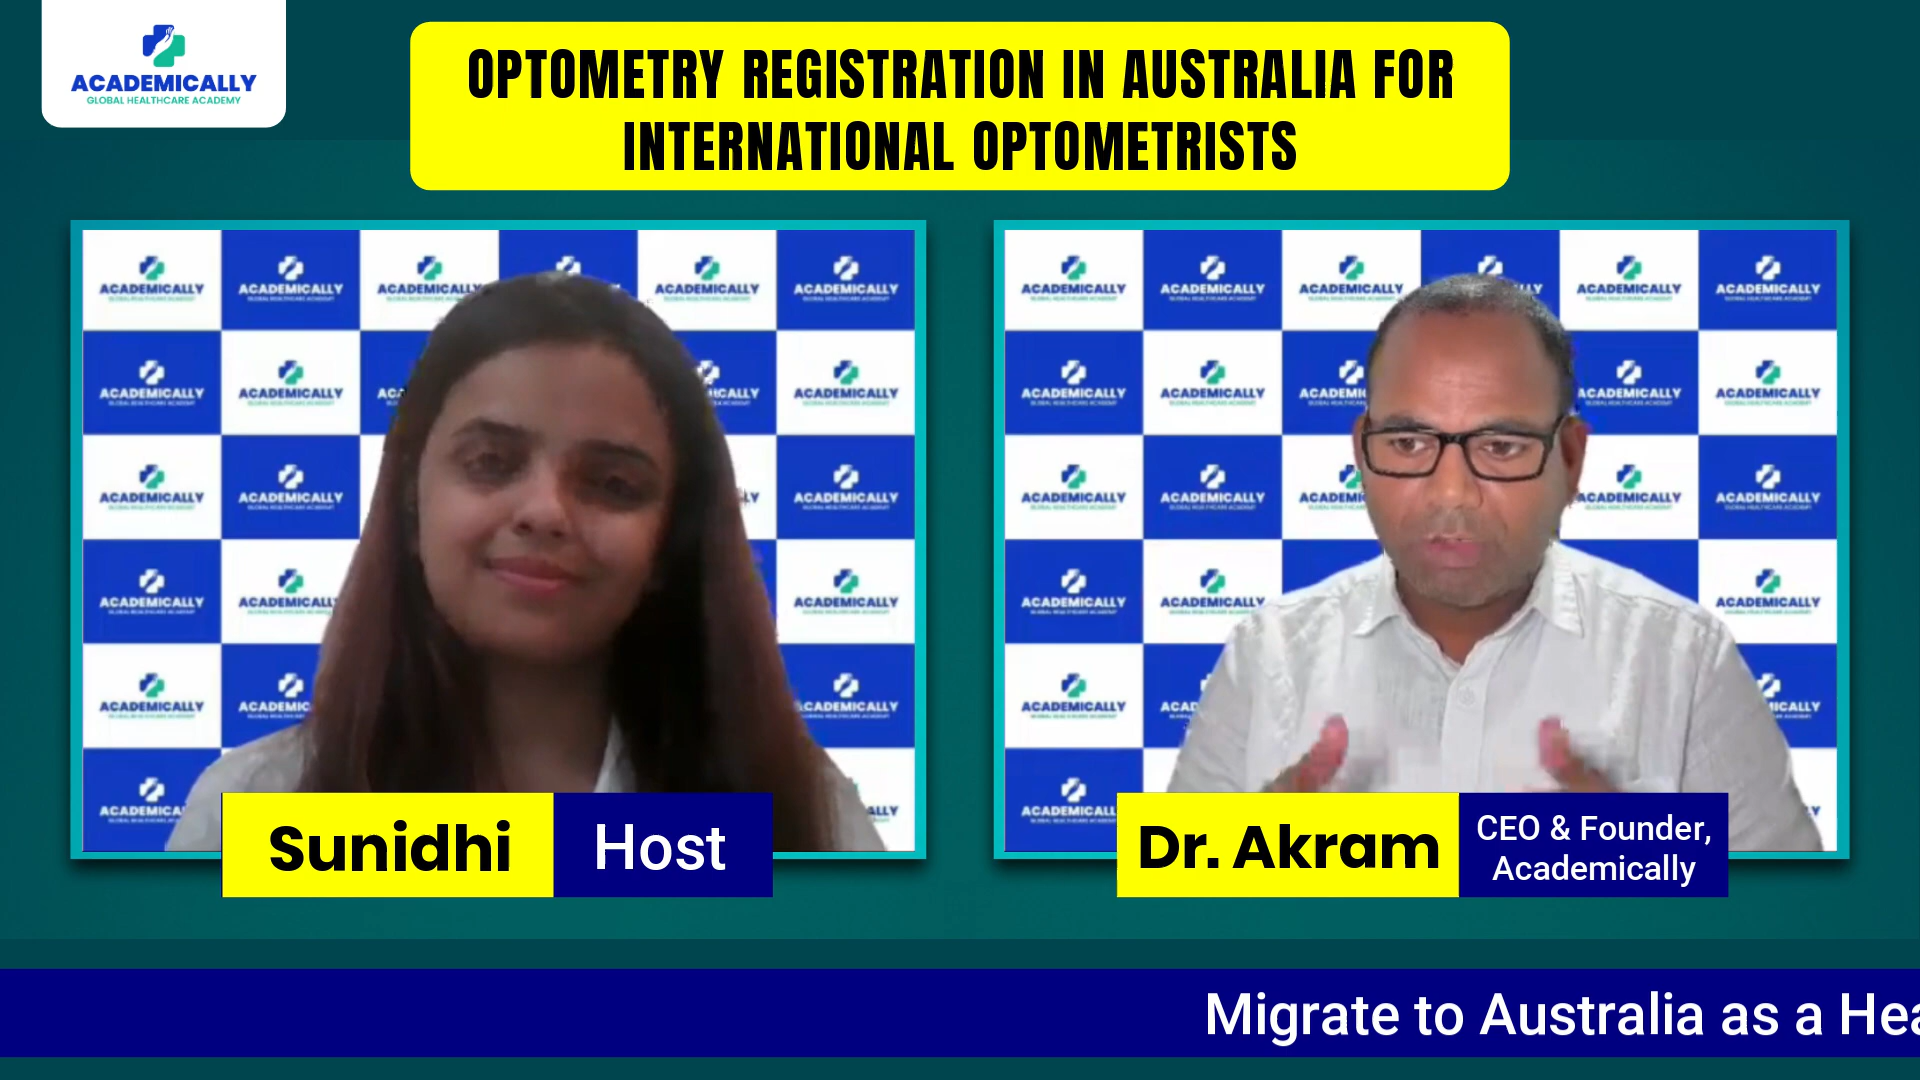 ACADEMICALLY
GLOBAL HEALTHCARE ACADEMY
OPTOMETRY REGISTRATION IN AUSTRALIA FOR
INTERNATIONAL OPTOMETRISTS
Sunidhi
Host
Dr. Akram
CEO & Founder,
Academically
Migrate to Australia as a Hea